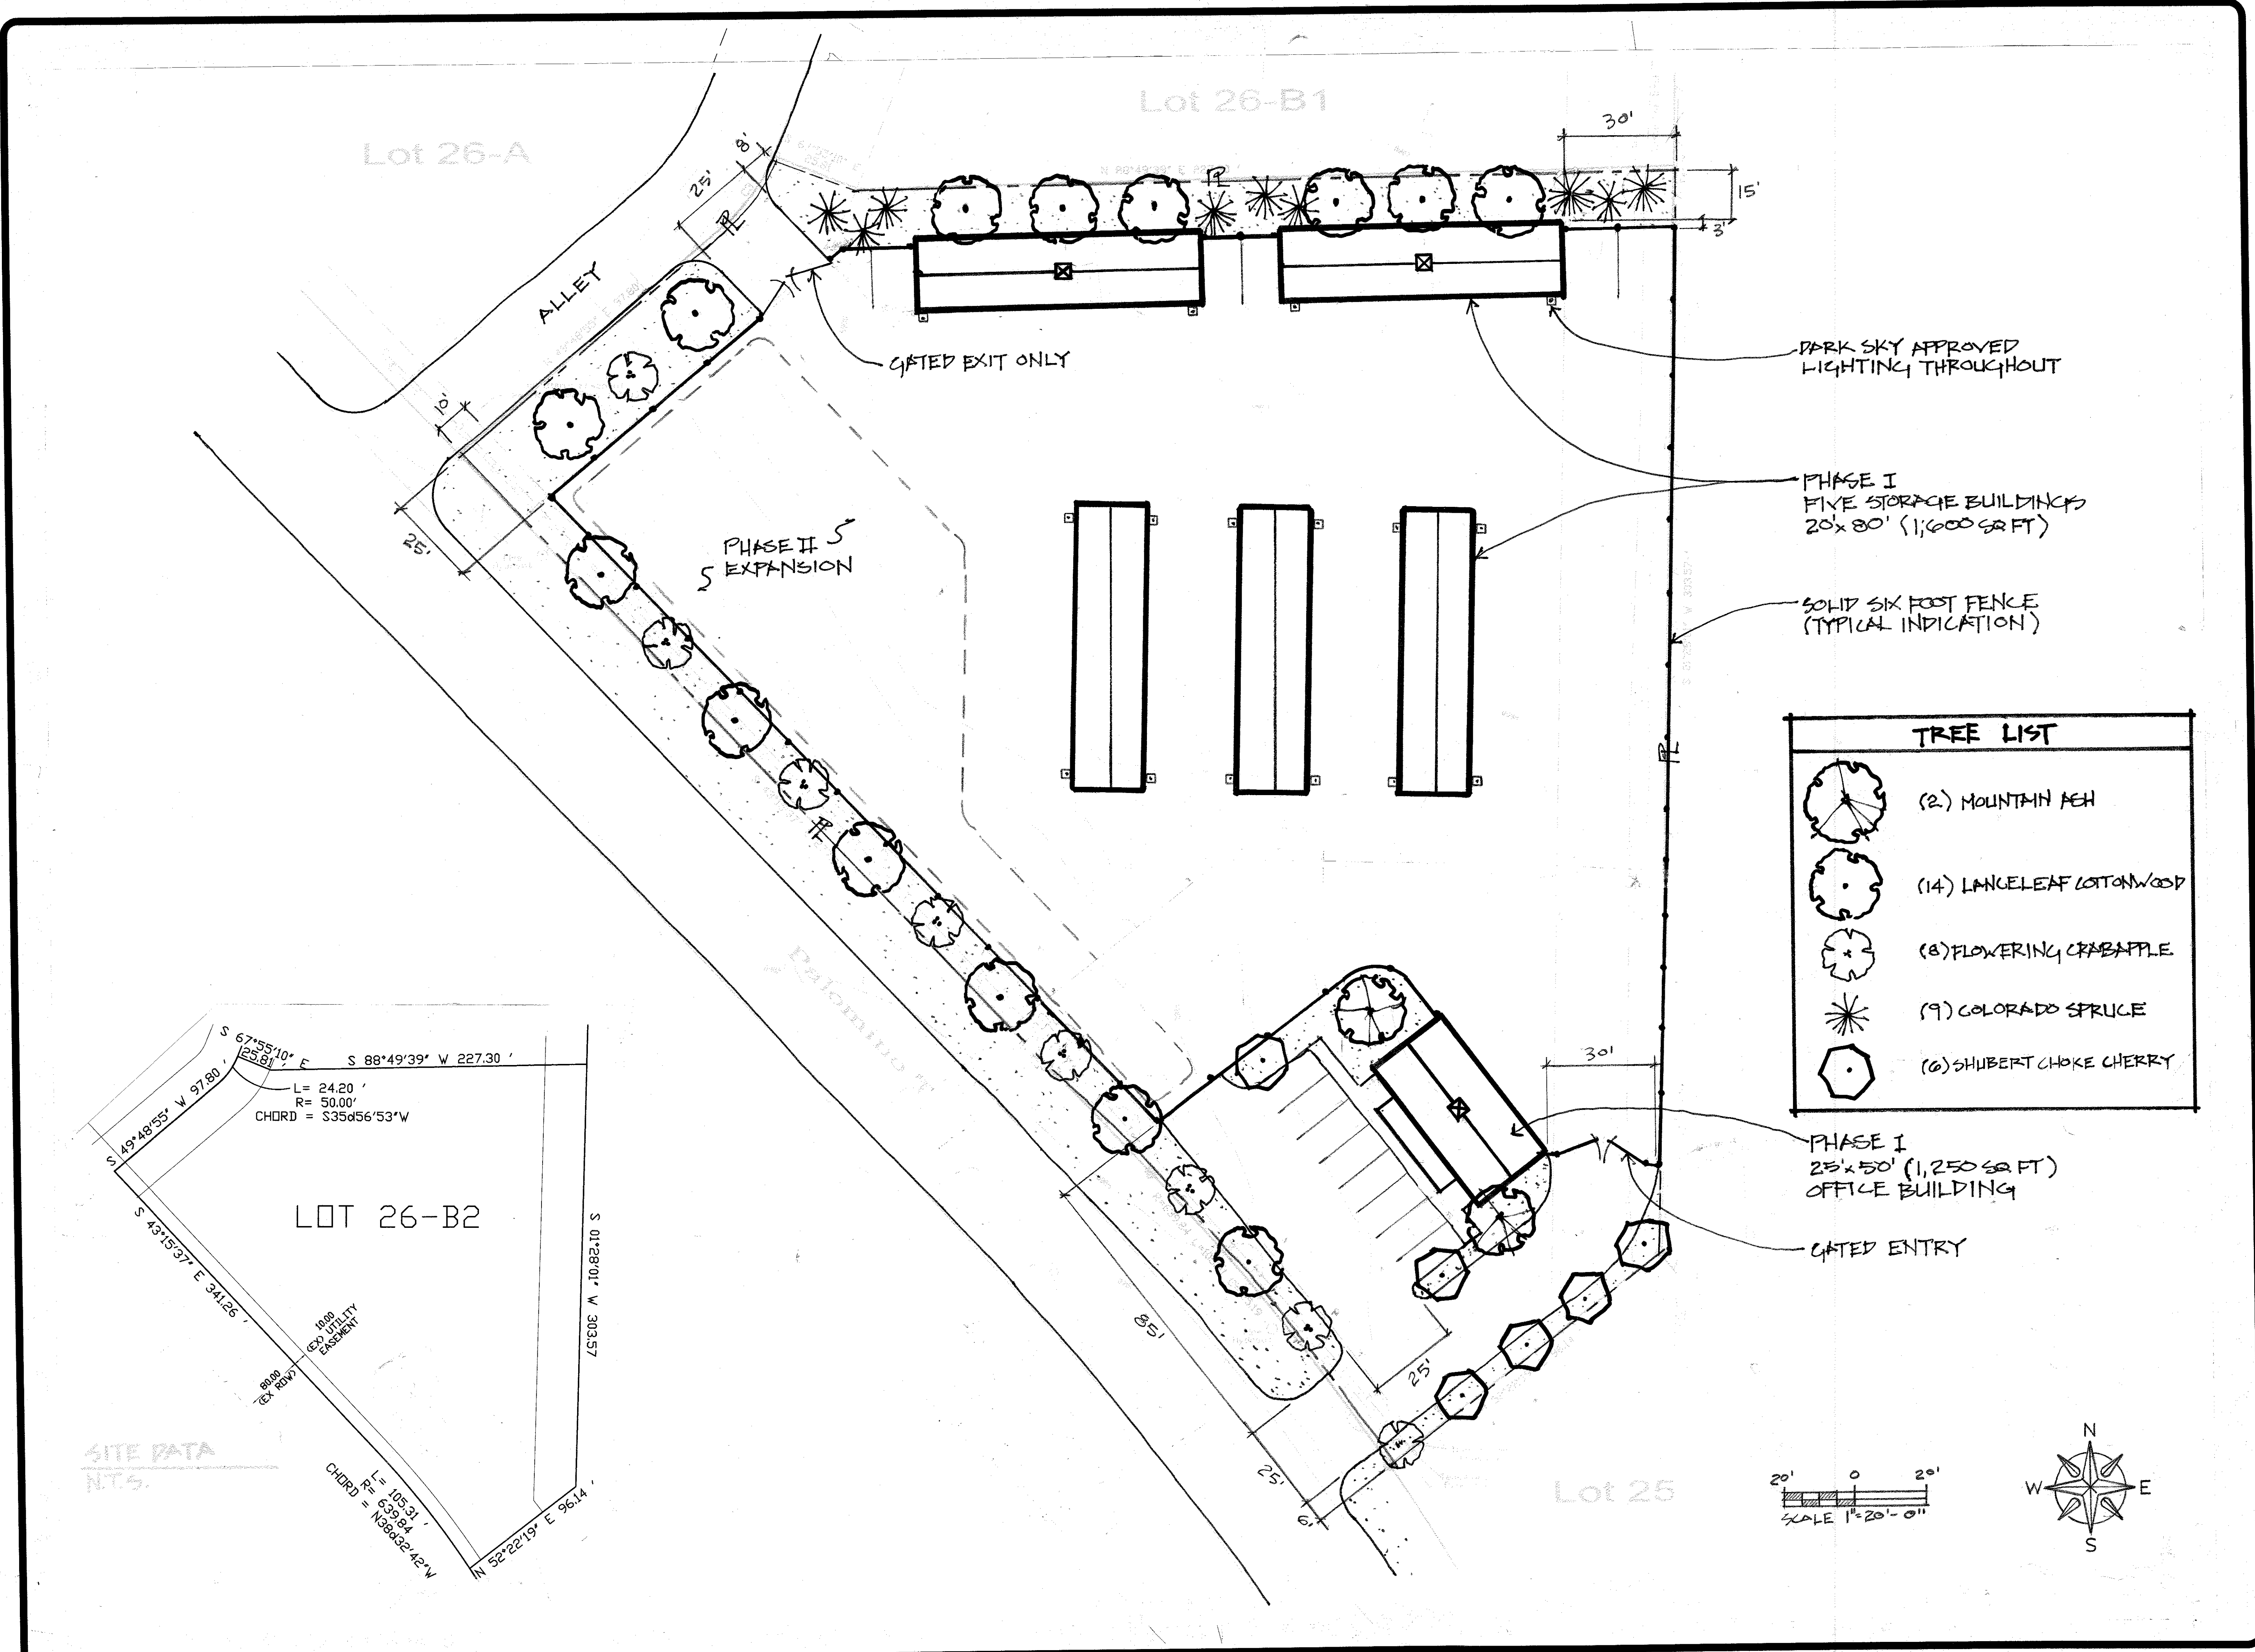 Lot 26-A
Lot 26-B1
30'
15'
3'
8'
25'
PL
PL
ALLEY
GATED EXIT ONLY
10'
25'
DARK SKY APPROVED
LIGHTING THROUGHOUT
PHASE I
FIVE STORAGE BUILDINGS
20'x 80' (1,600 SQ FT)
PHASE II
EXPANSION
SOLID SIX FOOT FENCE
(TYPICAL INDICATION)
PL
PL
TREE LIST
(2) MOUNTAIN ASH
(14) LANCELEAF COTTONWOOD
(8) FLOWERING CRABAPPLE
(9) COLORADO SPRUCE
(6) SHUBERT CHOKE CHERRY
Palomino T
30'
PHASE I
25'x 50' (1,250 SQ FT)
OFFICE BUILDING
GATED ENTRY
85'
25'
25'
6'
Lot 25
20' 0 20'
SCALE 1"=20'-0"
N
W E
S
S 67°55'10" E
25.81'
S 88°49'39" W 227.30 '
S 49°48'55" W 97.80 '
L= 24.20 '
R= 50.00'
CHORD = S35d56'53"W
LOT 26-B2
S 01°28'01" W 303.57
S 43°15'37" E 341.26 '
10.00
(EX) UTILITY
EASEMENT
80.00
(EX ROW)
L= 105.31 '
R= 639.84
CHORD = N38d32'42"W
N 52°22'19" E 96.14 '
SITE DATA
N.T.S.